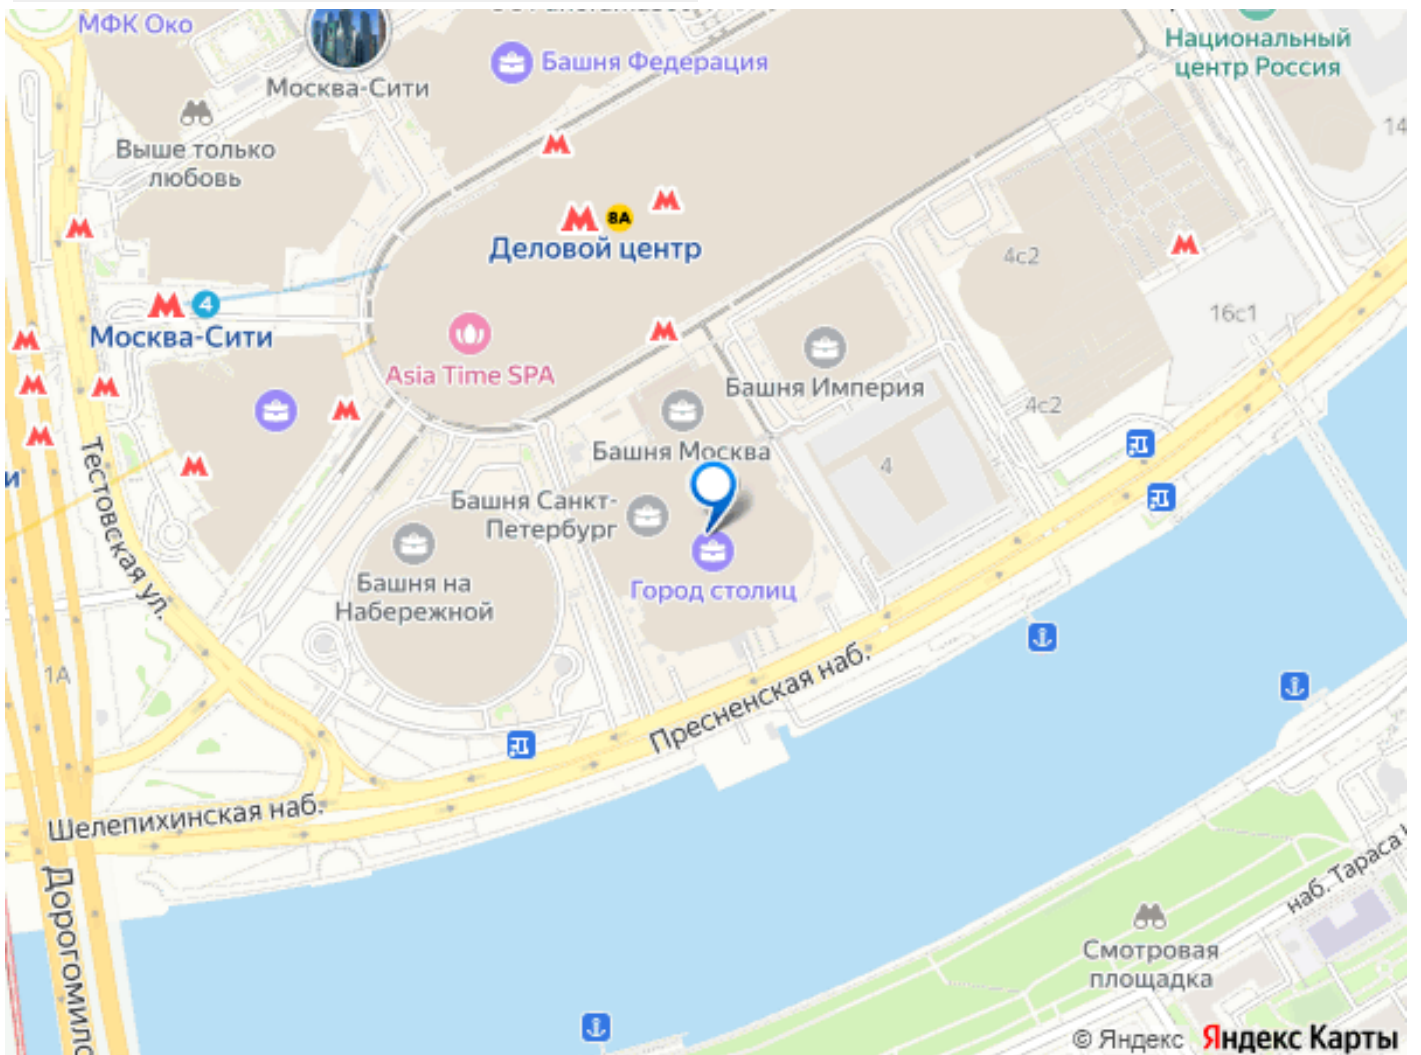 МФК Око
Национальный
центр Россия
Башня Федерация
Москва-Сити
14
Выше только
любовь
М
М
М
М
8А
Деловой центр
М
4с2
М
4
Москва-Сити
16с1
М
М
М
М
Asia Time SPA
Башня Империя
4с2
М
М
М
Башня Москва
4
и
Тестовская ул.
Башня Санкт-
Петербург
Башня на
Набережной
Город столиц
1А
Пресненская наб.
Шелепихинская наб.
Дорогомило
наб. Тараса
Смотровая
площадка
© Яндекс Яндекс Карты